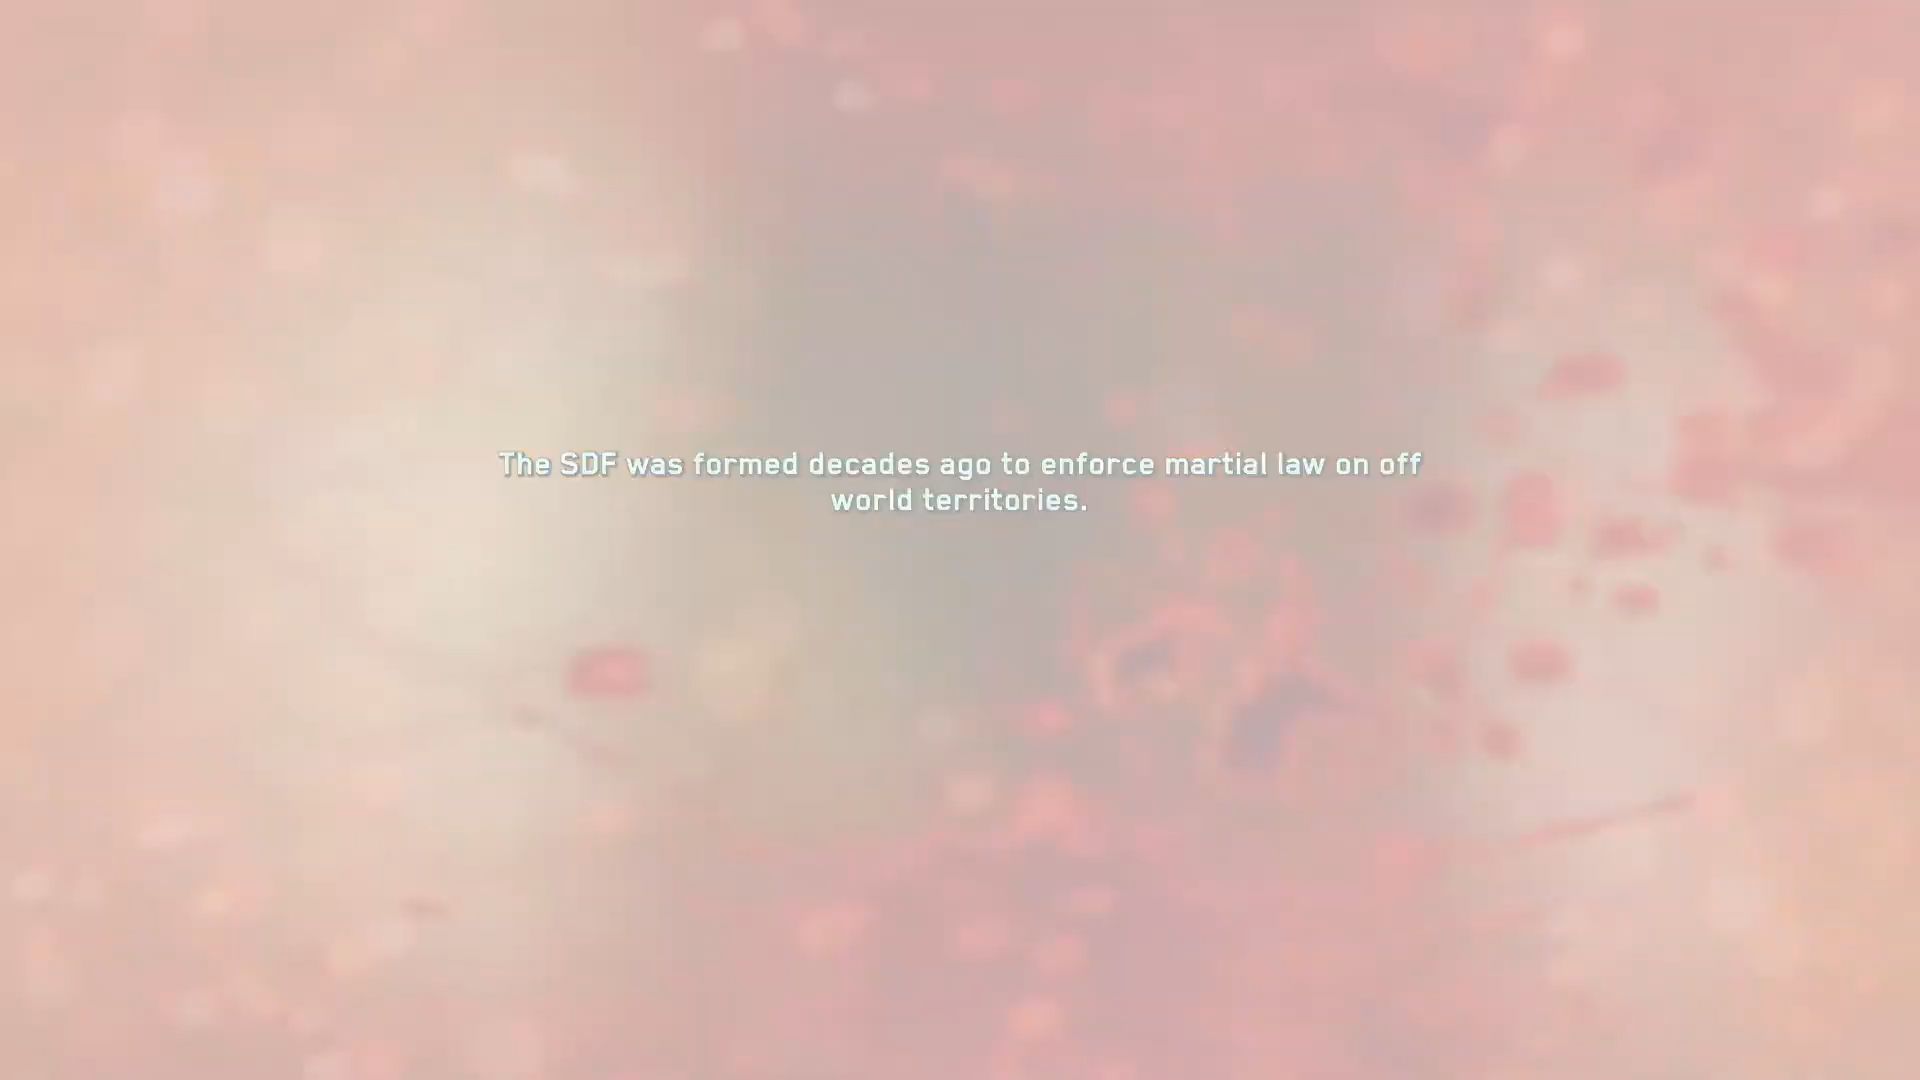 The SDF was formed decades ago to enforce martial law on off
world territories.